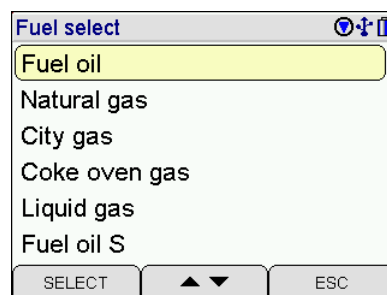 Fuel select
Fuel oil
Natural gas
City gas
Coke oven gas
Liquid gas
Fuel oil S
SELECT ▲ ▼ ESC